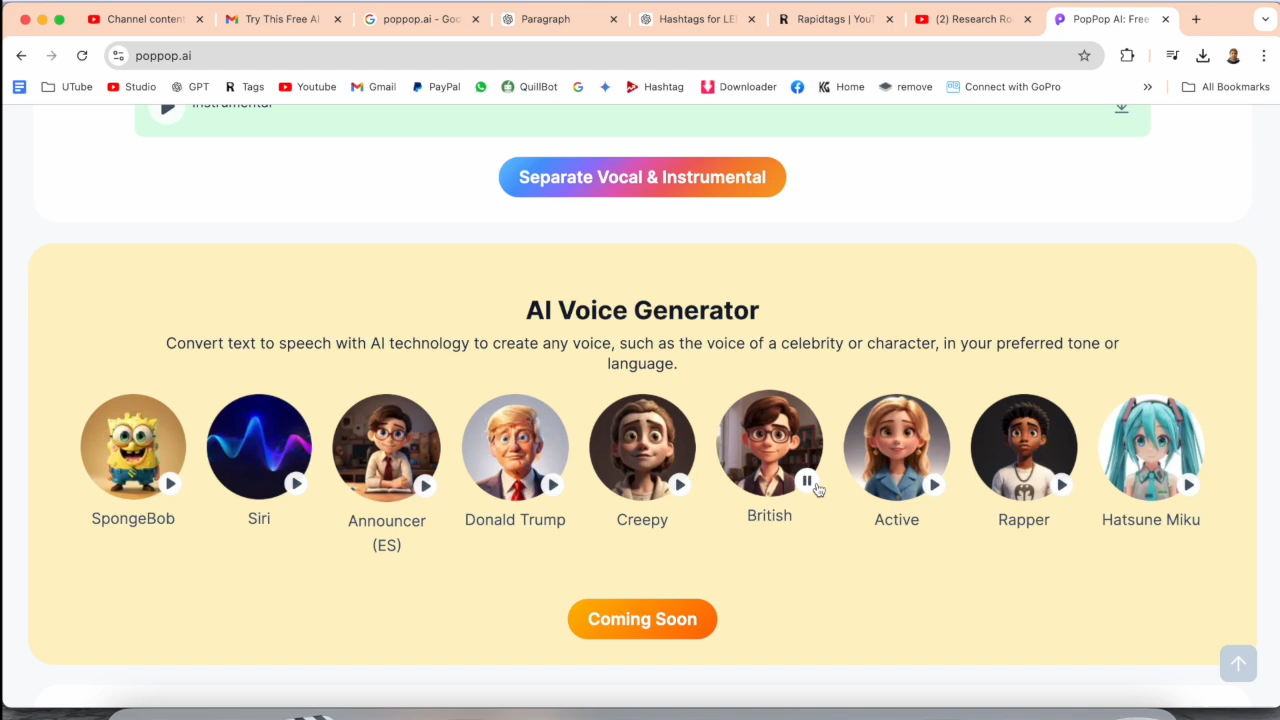 Channel content
Try This Free AI
poppop.ai - Goo
Paragraph
Hashtags for LE
Rapidtags | YouT
(2) Research Ro
PopPop AI: Free
poppop.ai
UTube
Studio
GPT
Tags
Youtube
Gmail
PayPal
QuillBot
Hashtag
Downloader
Home
remove
Connect with GoPro
All Bookmarks
Instrumental
Separate Vocal & Instrumental
AI Voice Generator
Convert text to speech with AI technology to create any voice, such as the voice of a celebrity or character, in your preferred tone or
language.
SpongeBob
Siri
Announcer
(ES)
Donald Trump
Creepy
British
Active
Rapper
Hatsune Miku
Coming Soon